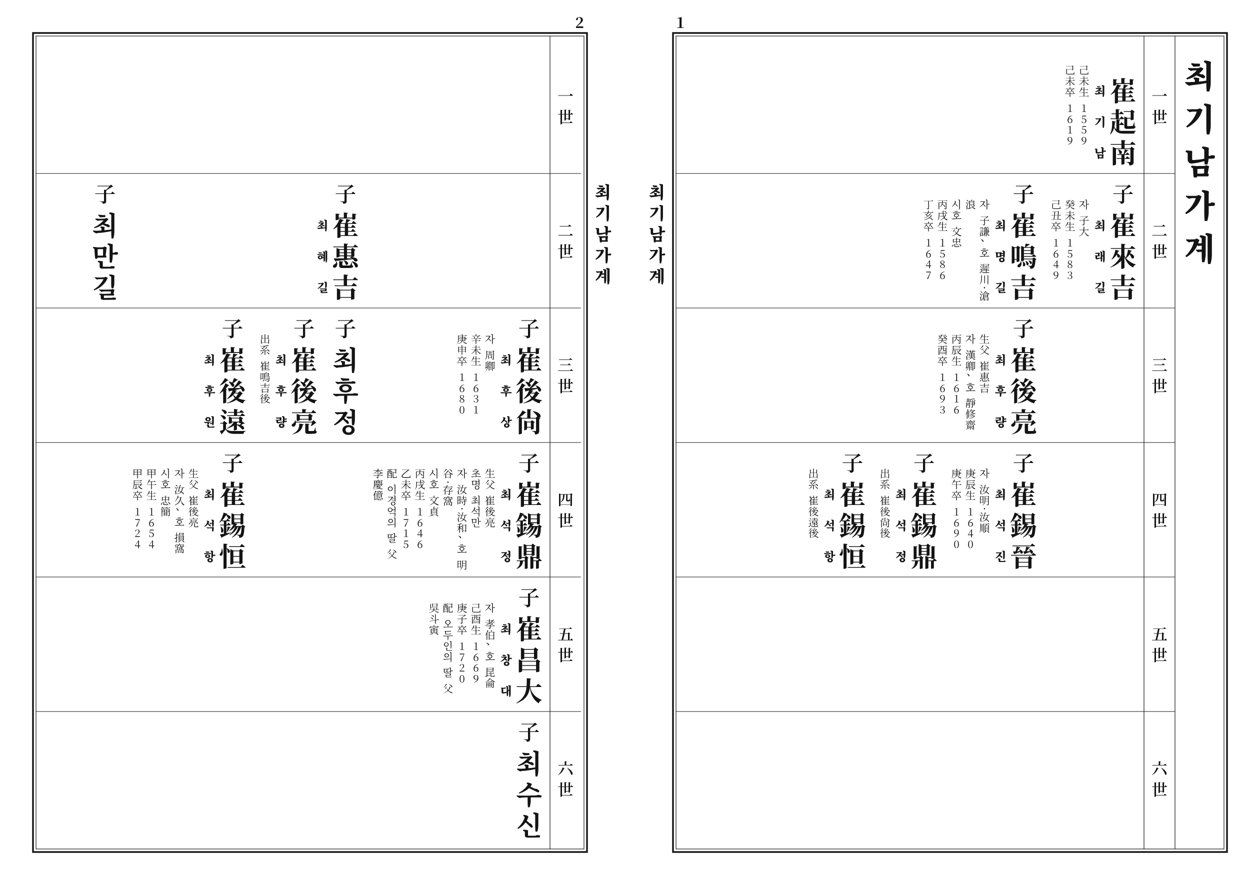 1
최기남가계
一世
崔起南
최기남
己未生 1559
己未卒 1619
二世
子 崔來吉
최래길
자 子大
癸未生 1583
己丑卒 1649
子 崔鳴吉
최명길
자 子謙、호 遲川·滄
浪
시호 文忠
丙戌生 1586
丁亥卒 1647
三世
子 崔後亮
최후량
生父 崔惠吉
자 漢卿、호 靜修齋
丙辰生 1616
癸酉卒 1693
四世
子 崔錫晉
최석진
자 汝明·汝順
庚辰生 1640
庚午卒 1690
子 崔錫鼎
최석정
出系 崔後尙後
子 崔錫恒
최석항
出系 崔後遠後
五世
六世
최기남가계
2
최기남가계
一世
二世
子 崔惠吉
최혜길
子 최만길
三世
子 崔後尙
최후상
자 周卿
辛未生 1631
庚申卒 1680
子 최후정
子 崔後亮
최후량
出系 崔鳴吉後
子 崔後遠
최후원
四世
子 崔錫鼎
최석정
生父 崔後亮
초명 최석만
자 汝時·汝和、호 明
谷·存窩
시호 文貞
丙戌生 1646
乙未卒 1715
配 이경억의 딸 父
李慶億
子 崔錫恒
최석항
生父 崔後亮
자 汝久、호 損窩
시호 忠簡
甲午生 1654
甲辰卒 1724
五世
子 崔昌大
최창대
자 孝伯、호 昆侖
己酉生 1669
庚子卒 1720
配 오두인의 딸 父
吳斗寅
六世
子 최수신